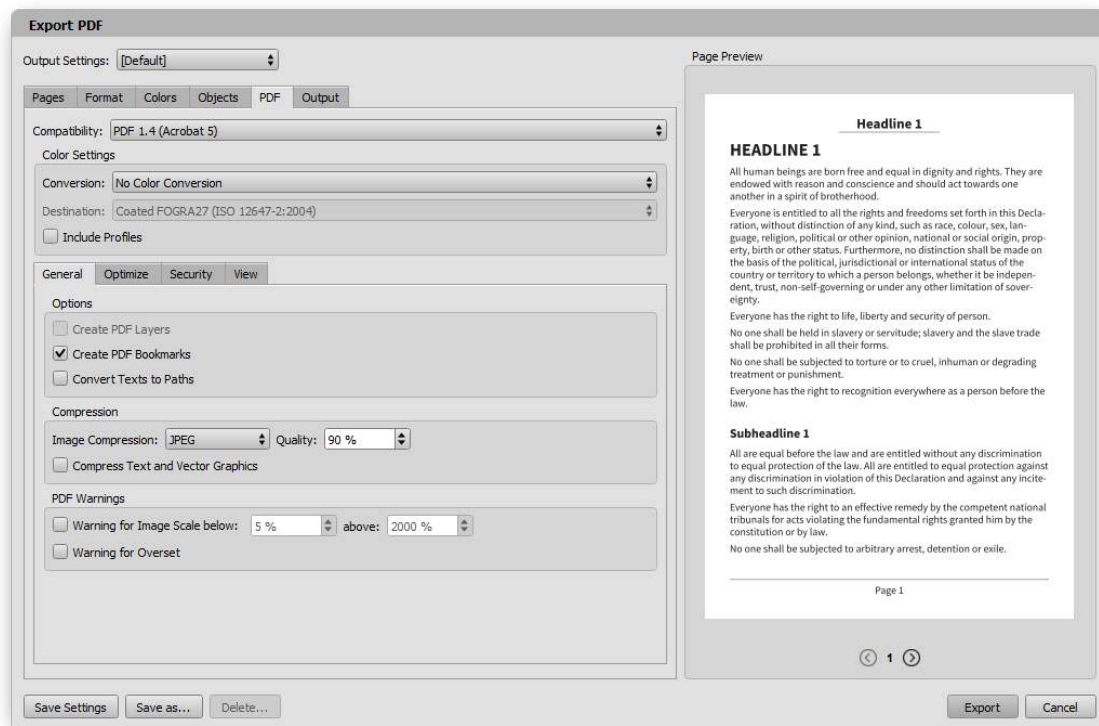 Export PDF
Output Settings: [Default]
Pages Format Colors Objects PDF Output
Compatibility: PDF 1.4 (Acrobat 5)
Color Settings
Conversion: No Color Conversion
Destination: Coated FOGRA27 (ISO 12647-2:2004)
Include Profiles
General Optimize Security View
Options
Create PDF Layers
Create PDF Bookmarks
Convert Texts to Paths
Compression
Image Compression: JPEG Quality: 90 %
Compress Text and Vector Graphics
PDF Warnings
Warning for Image Scale below: 5 % above: 2000 %
Warning for Overset
Save Settings Save as... Delete...
Page Preview
Headline 1
HEADLINE 1
All human beings are born free and equal in dignity and rights. They are
endowed with reason and conscience and should act towards one
another in a spirit of brotherhood.
Everyone is entitled to all the rights and freedoms set forth in this Decla-
ration, without distinction of any kind, such as race, colour, sex, lan-
guage, religion, political or other opinion, national or social origin, prop-
erty, birth or other status. Furthermore, no distinction shall be made on
the basis of the political, jurisdictional or international status of the
country or territory to which a person belongs, whether it be indepen-
dent, trust, non-self-governing or under any other limitation of sover-
eignty.
Everyone has the right to life, liberty and security of person.
No one shall be held in slavery or servitude; slavery and the slave trade
shall be prohibited in all their forms.
No one shall be subjected to torture or to cruel, inhuman or degrading
treatment or punishment.
Everyone has the right to recognition everywhere as a person before the
law.
Subheadline 1
All are equal before the law and are entitled without any discrimination
to equal protection of the law. All are entitled to equal protection against
any discrimination in violation of this Declaration and against any incite-
ment to such discrimination.
Everyone has the right to an effective remedy by the competent national
tribunals for acts violating the fundamental rights granted him by the
constitution or by law.
No one shall be subjected to arbitrary arrest, detention or exile.
Page 1
1
Export Cancel